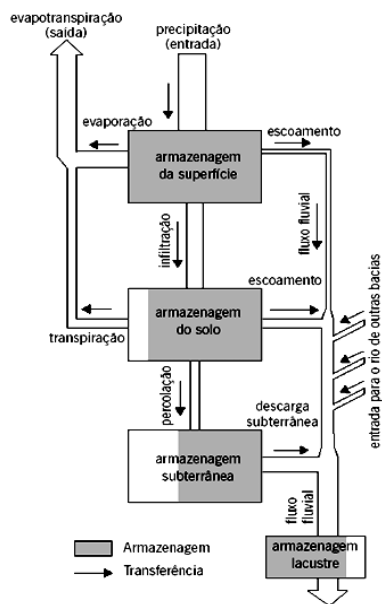 evapotranspiração
(saída)
precipitação
(entrada)
evaporação
escoamento
armazenagem
da superfície
infiltração
fluxo fluvial
escoamento
armazenagem
do solo
transpiração
entrada para o rio de outras bacias
percolação
descarga
subterrânea
armazenagem
subterrânea
fluxo
fluvial
armazenagem
lacustre
Armazenagem
Transferência